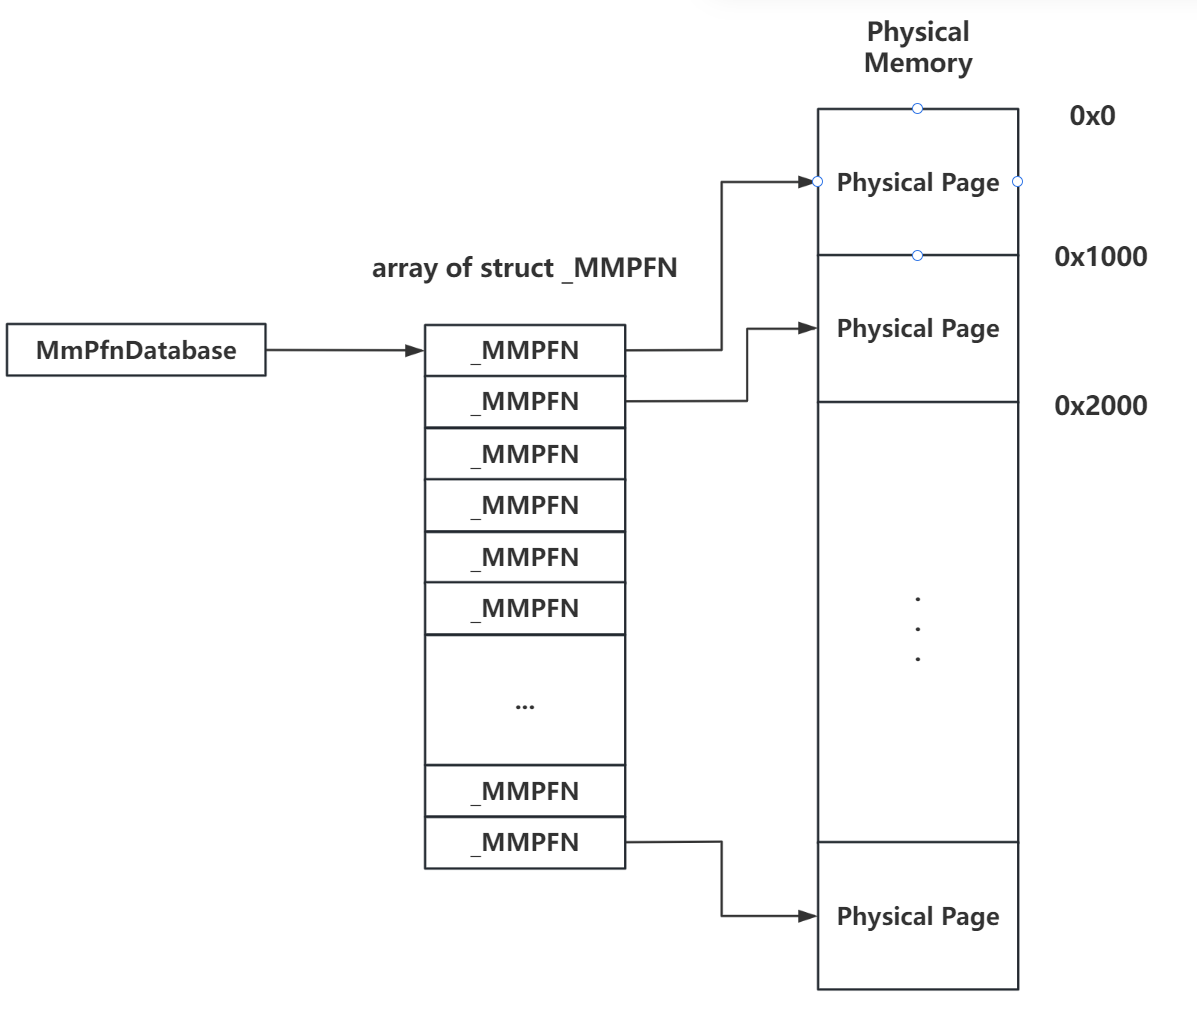 Physical
Memory
0x0
Physical Page
0x1000
array of struct _MMPFN
Physical Page
MmPfnDatabase
_MMPFN
_MMPFN
0x2000
_MMPFN
_MMPFN
_MMPFN
_MMPFN
.
.
.
...
_MMPFN
_MMPFN
Physical Page